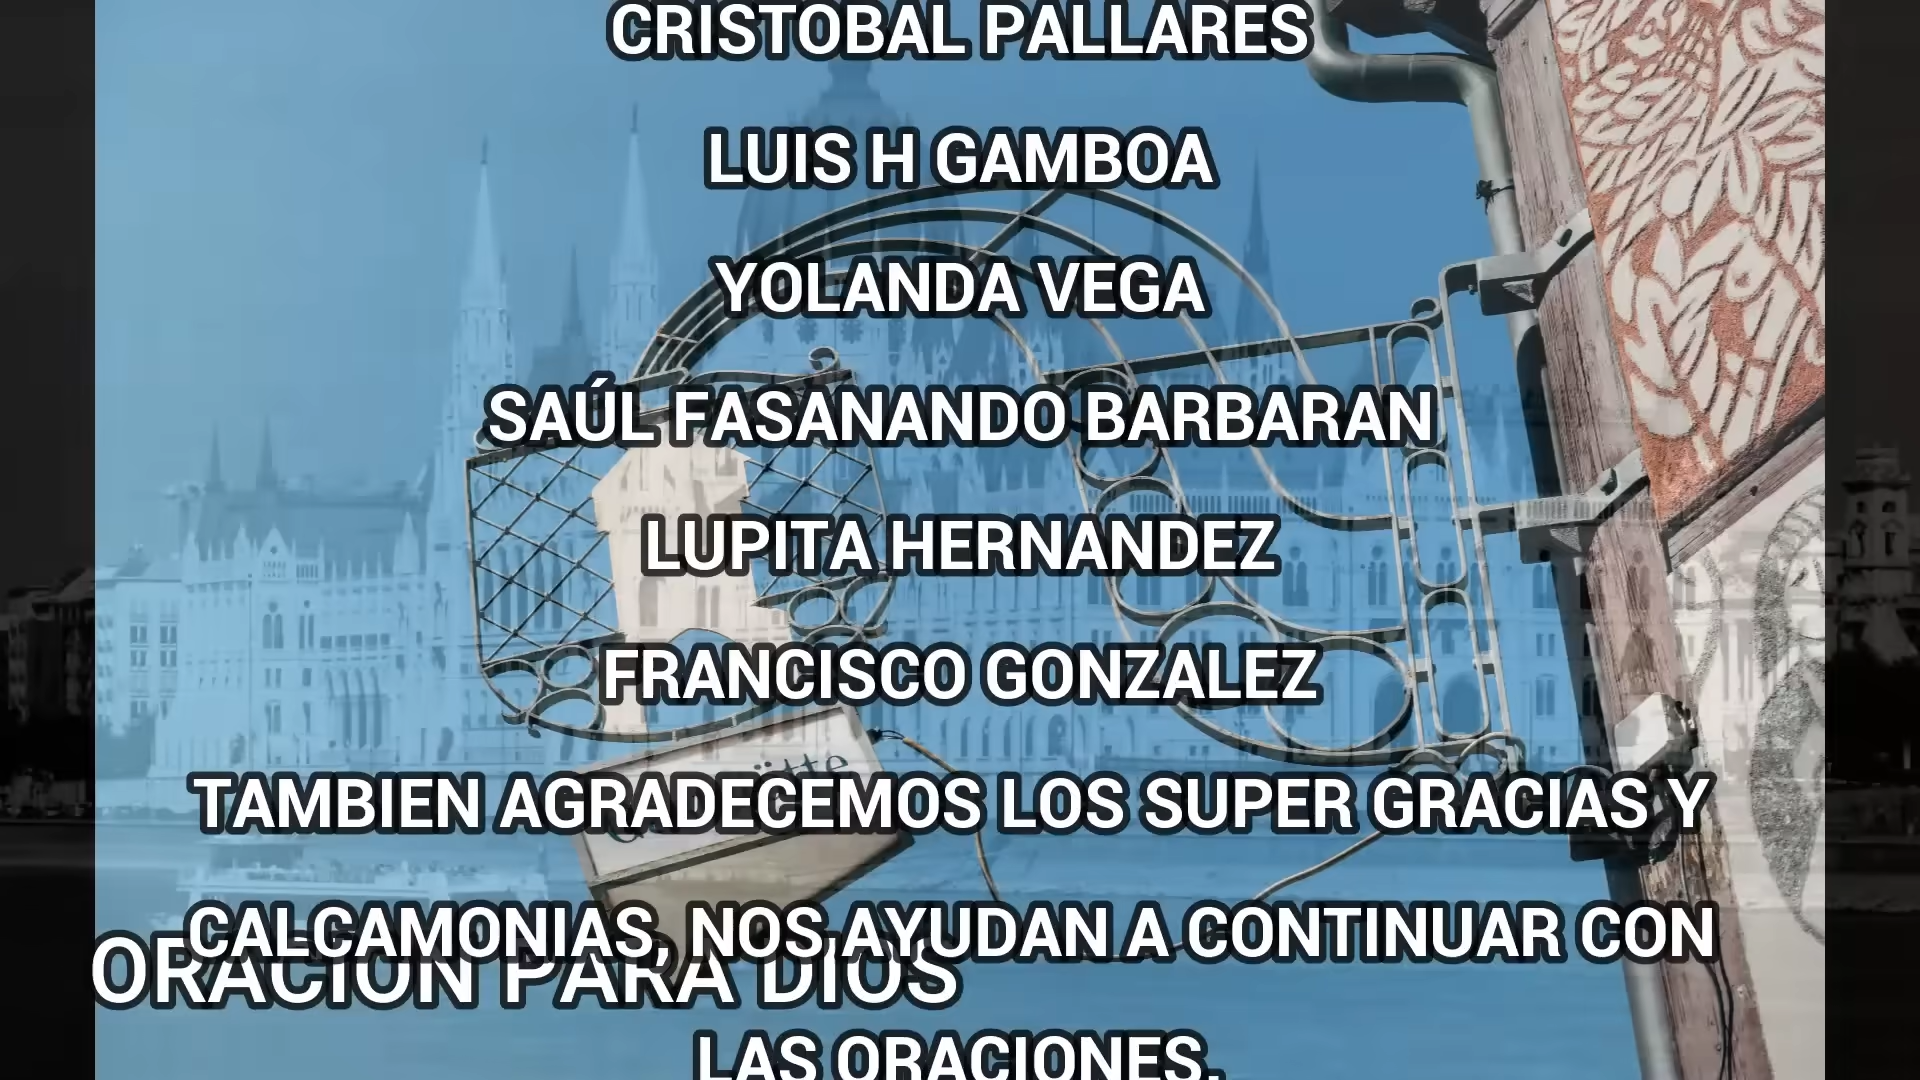 CRISTOBAL PALLARES
LUIS H GAMBOA
YOLANDA VEGA
SAÚL FASANANDO BARBARAN
LUPITA HERNANDEZ
FRANCISCO GONZALEZ
TAMBIEN AGRADECEMOS LOS SUPER GRACIAS Y
CALCAMONIAS, NOS AYUDAN A CONTINUAR CON
ORACION PARA DIOS
LAS ORACIONES.